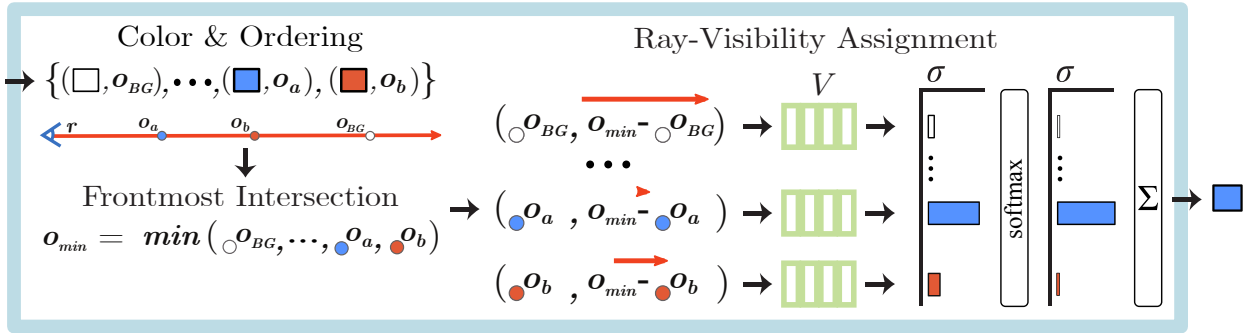 Color & Ordering
{(□, o_BG), ..., (■, o_a), (■, o_b)}
r o_a o_b o_BG
Frontmost Intersection
o_min = min(o_BG, ..., o_a, o_b)
Ray-Visibility Assignment
(o_BG, o_min - o_BG)
...
(o_a, o_min - o_a)
(o_b, o_min - o_b)
V
σ
softmax
σ
Σ